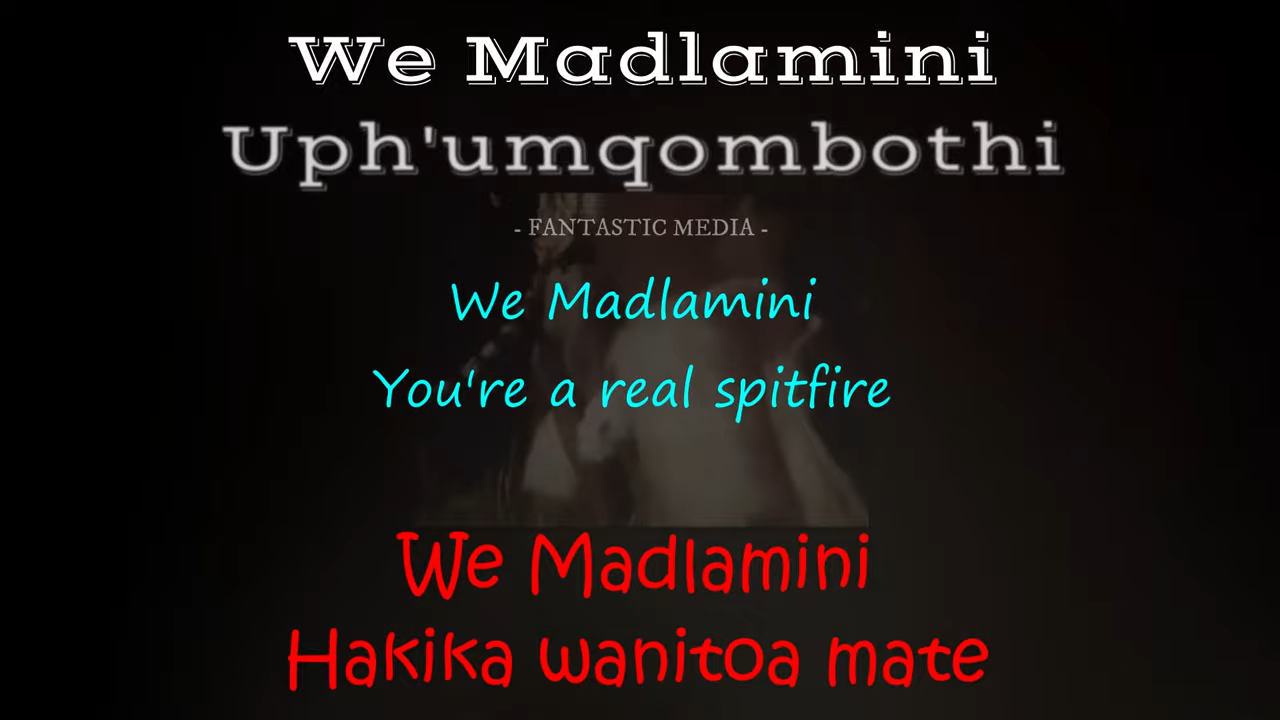 We Madlamini
Uph'umqombothi
- FANTASTIC MEDIA -
We Madlamini
You're a real spitfire
We Madlamini
Hakika wanitoa mate